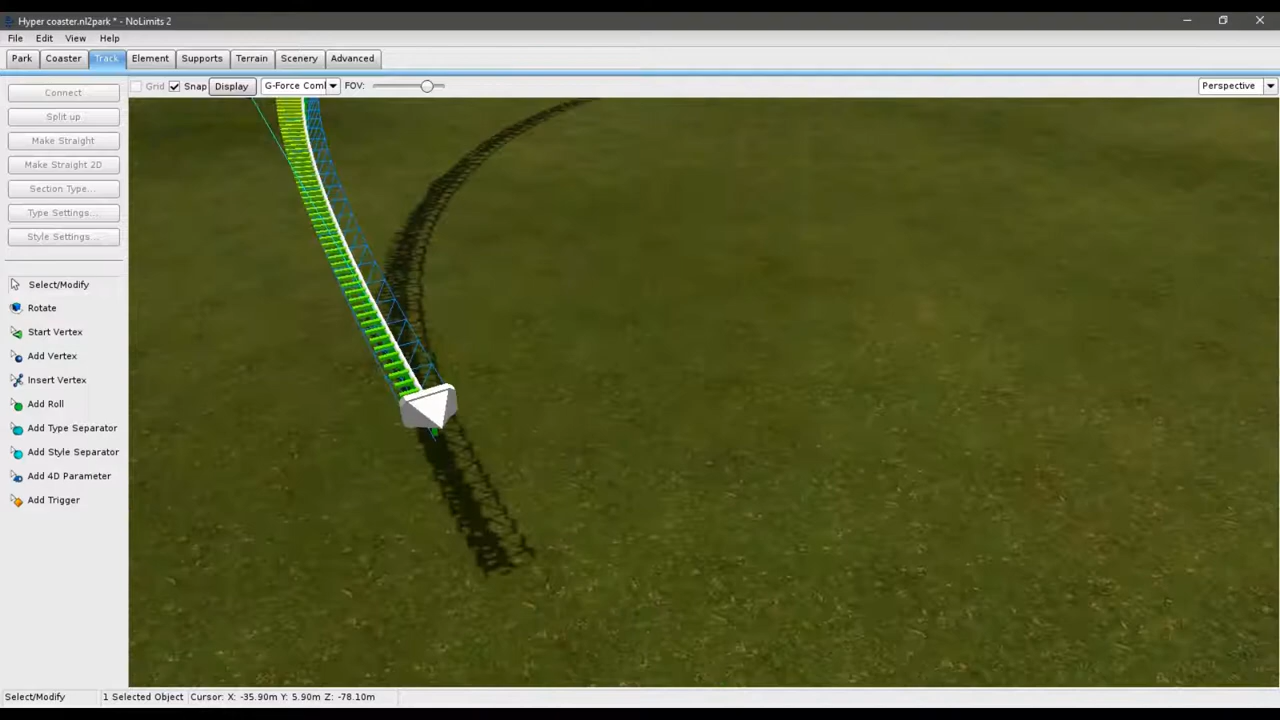 Hyper coaster.nl2park * - NoLimits 2
File Edit View Help
Park Coaster Track Element Supports Terrain Scenery Advanced
Grid Snap Display G-Force Coml FOV: Perspective
Connect
Split up
Make Straight
Make Straight 2D
Section Type...
Type Settings...
Style Settings...
Select/Modify
Rotate
Start Vertex
Add Vertex
Insert Vertex
Add Roll
Add Type Separator
Add Style Separator
Add 4D Parameter
Add Trigger
Select/Modify 1 Selected Object Cursor: X: -35.90m Y: 5.90m Z: -78.10m